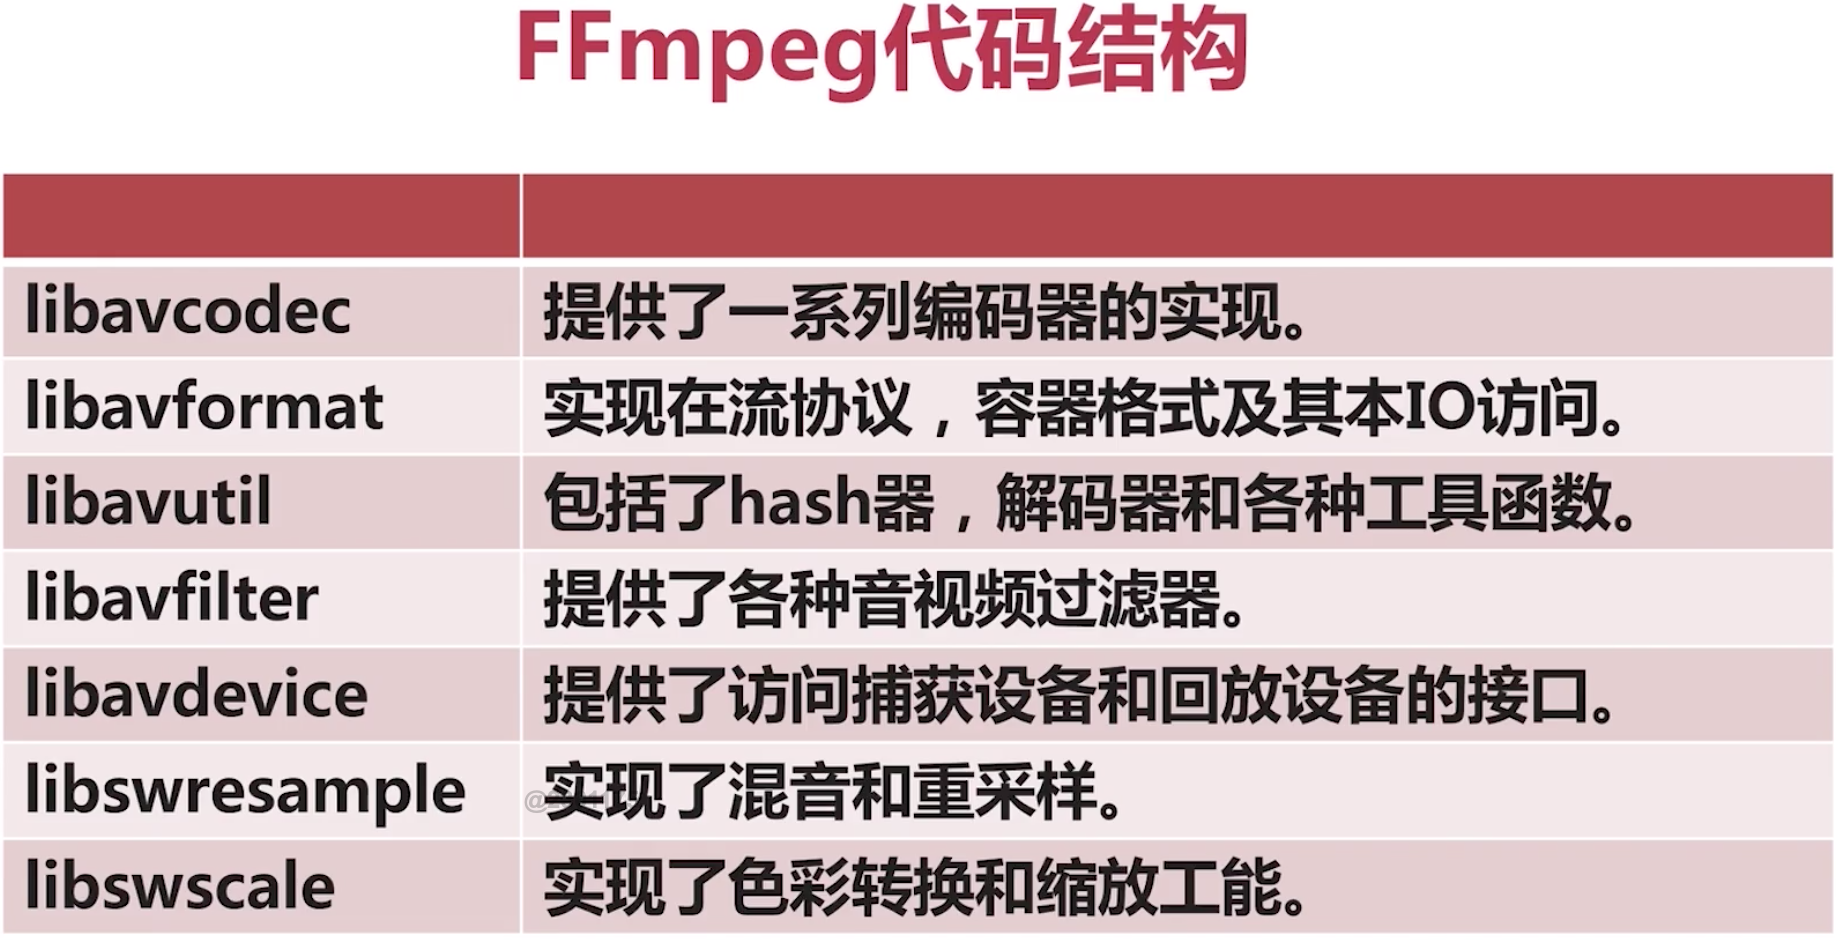 FFmpeg代码结构
libavcodec 提供了一系列编码器的实现。
libavformat 实现在流协议，容器格式及其本IO访问。
libavutil 包括了hash器，解码器和各种工具函数。
libavfilter 提供了各种音视频过滤器。
libavdevice 提供了访问捕获设备和回放设备的接口。
libswresample 实现了混音和重采样。
libswscale 实现了色彩转换和缩放工能。